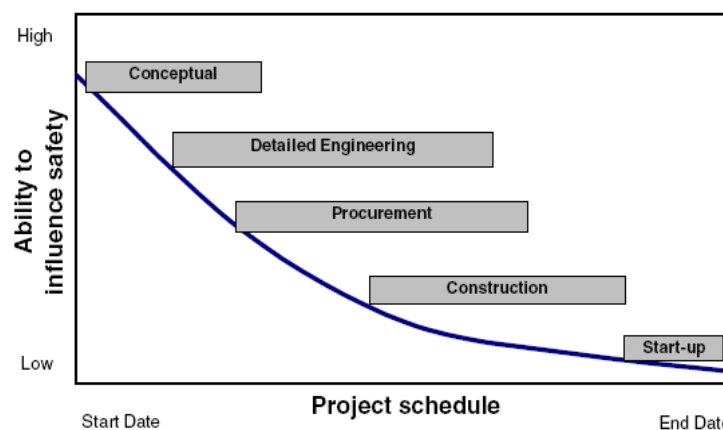 High
Conceptual
Detailed Engineering
Procurement
Construction
Start-up
Ability to
influence safety
Low
Project schedule
Start Date
End Date